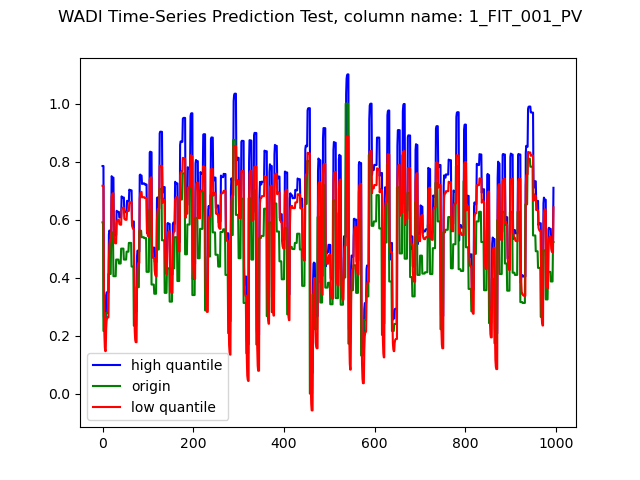 WADI Time-Series Prediction Test, column name: 1_FIT_001_PV
1.0
0.8
0.6
0.4
0.2
0.0
high quantile
origin
low quantile
0 200 400 600 800 1000